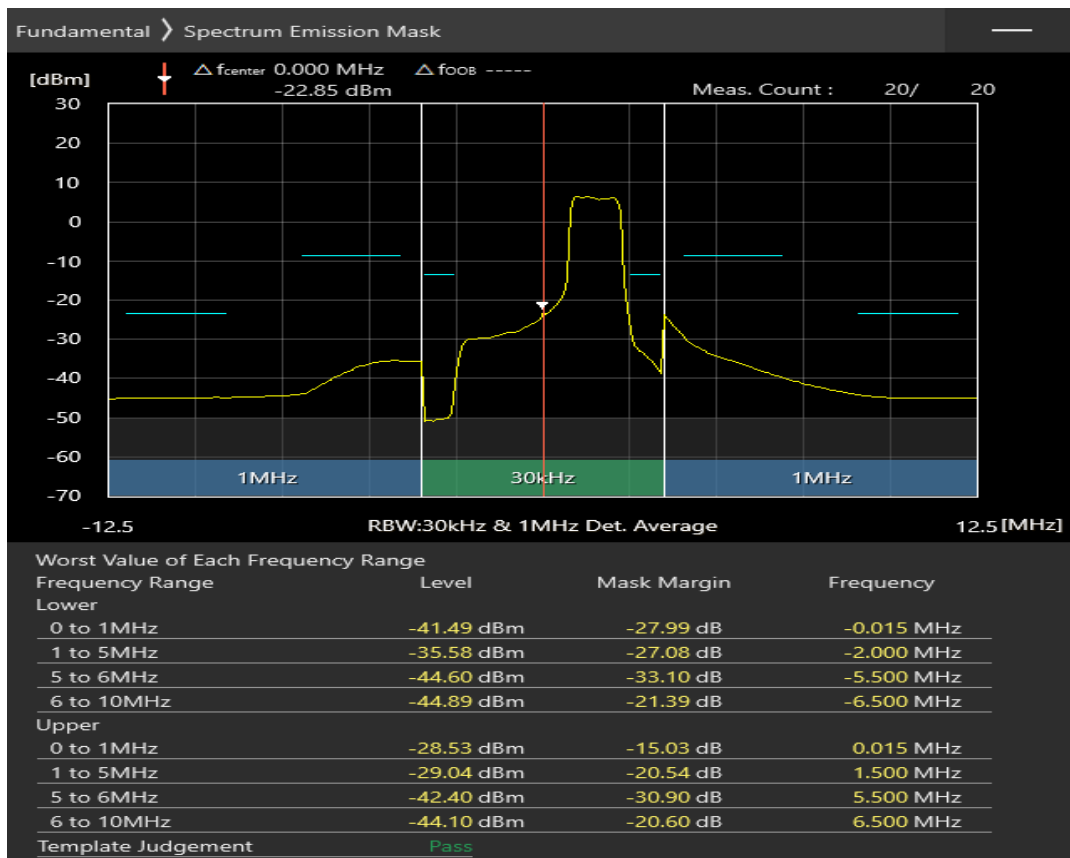 Fundamental ❯ Spectrum Emission Mask
[dBm] △ fcenter 0.000 MHz △ fOOB -----
-22.85 dBm Meas. Count : 20/ 20
30
20
10
0
-10
-20
-30
-40
-50
-60
-70
1MHz 30kHz 1MHz
-12.5 RBW:30kHz & 1MHz Det. Average 12.5 [MHz]
Worst Value of Each Frequency Range
Frequency Range Level Mask Margin Frequency
Lower
0 to 1MHz -41.49 dBm -27.99 dB -0.015 MHz
1 to 5MHz -35.58 dBm -27.08 dB -2.000 MHz
5 to 6MHz -44.60 dBm -33.10 dB -5.500 MHz
6 to 10MHz -44.89 dBm -21.39 dB -6.500 MHz
Upper
0 to 1MHz -28.53 dBm -15.03 dB 0.015 MHz
1 to 5MHz -29.04 dBm -20.54 dB 1.500 MHz
5 to 6MHz -42.40 dBm -30.90 dB 5.500 MHz
6 to 10MHz -44.10 dBm -20.60 dB 6.500 MHz
Template Judgement Pass